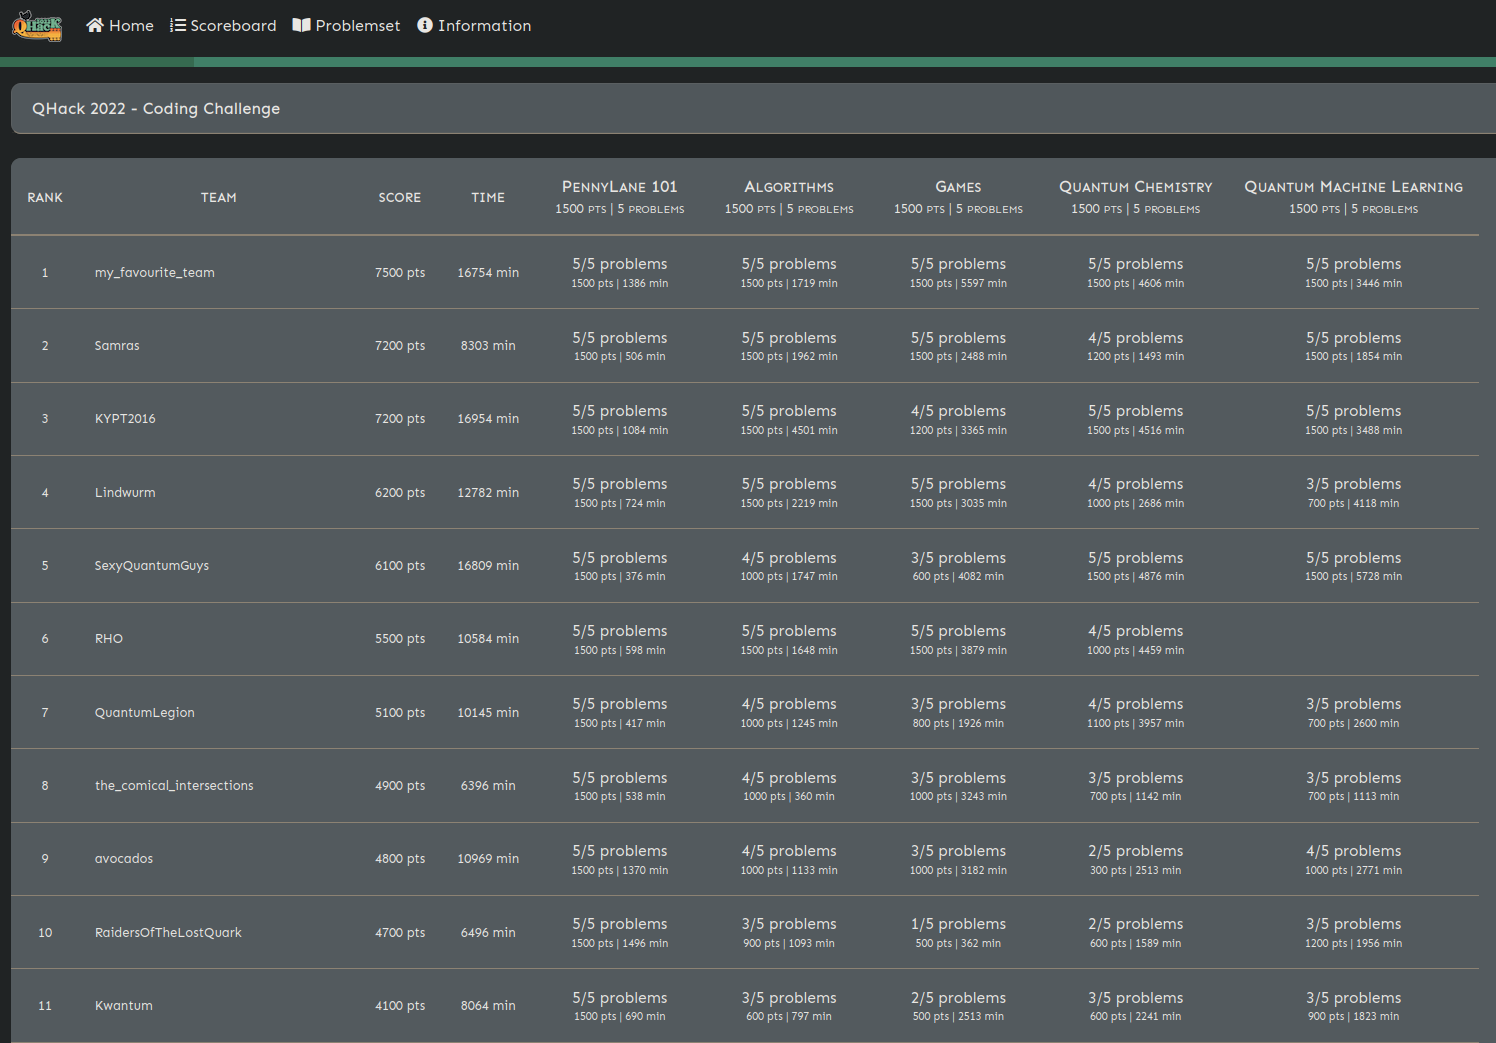 QHack
Home Scoreboard Problemset Information
QHack 2022 - Coding Challenge
RANK TEAM SCORE TIME PennyLane 101 Algorithms Games Quantum Chemistry Quantum Machine Learning
1500 pts | 5 problems 1500 pts | 5 problems 1500 pts | 5 problems 1500 pts | 5 problems 1500 pts | 5 problems
1 my_favourite_team 7500 pts 16754 min 5/5 problems 5/5 problems 5/5 problems 5/5 problems 5/5 problems
1500 pts | 1386 min 1500 pts | 1719 min 1500 pts | 5597 min 1500 pts | 4606 min 1500 pts | 3446 min
2 Samras 7200 pts 8303 min 5/5 problems 5/5 problems 5/5 problems 4/5 problems 5/5 problems
1500 pts | 506 min 1500 pts | 1962 min 1500 pts | 2488 min 1200 pts | 1493 min 1500 pts | 1854 min
3 KYPT2016 7200 pts 16954 min 5/5 problems 5/5 problems 4/5 problems 5/5 problems 5/5 problems
1500 pts | 1084 min 1500 pts | 4501 min 1200 pts | 3365 min 1500 pts | 4516 min 1500 pts | 3488 min
4 Lindwurm 6200 pts 12782 min 5/5 problems 5/5 problems 5/5 problems 4/5 problems 3/5 problems
1500 pts | 724 min 1500 pts | 2219 min 1500 pts | 3035 min 1000 pts | 2686 min 700 pts | 4118 min
5 SexyQuantumGuys 6100 pts 16809 min 5/5 problems 4/5 problems 3/5 problems 5/5 problems 5/5 problems
1500 pts | 376 min 1000 pts | 1747 min 600 pts | 4082 min 1500 pts | 4876 min 1500 pts | 5728 min
6 RHO 5500 pts 10584 min 5/5 problems 5/5 problems 5/5 problems 4/5 problems
1500 pts | 598 min 1500 pts | 1648 min 1500 pts | 3879 min 1000 pts | 4459 min
7 QuantumLegion 5100 pts 10145 min 5/5 problems 4/5 problems 3/5 problems 4/5 problems 3/5 problems
1500 pts | 417 min 1000 pts | 1245 min 800 pts | 1926 min 1100 pts | 3957 min 700 pts | 2600 min
8 the_comical_intersections 4900 pts 6396 min 5/5 problems 4/5 problems 3/5 problems 3/5 problems 3/5 problems
1500 pts | 538 min 1000 pts | 360 min 1000 pts | 3243 min 700 pts | 1142 min 700 pts | 1113 min
9 avocados 4800 pts 10969 min 5/5 problems 4/5 problems 3/5 problems 2/5 problems 4/5 problems
1500 pts | 1370 min 1000 pts | 1133 min 1000 pts | 3182 min 300 pts | 2513 min 1000 pts | 2771 min
10 RaidersOfTheLostQuark 4700 pts 6496 min 5/5 problems 3/5 problems 1/5 problems 2/5 problems 3/5 problems
1500 pts | 1496 min 900 pts | 1093 min 500 pts | 362 min 600 pts | 1589 min 1200 pts | 1956 min
11 Kwantum 4100 pts 8064 min 5/5 problems 3/5 problems 2/5 problems 3/5 problems 3/5 problems
1500 pts | 690 min 600 pts | 797 min 500 pts | 2513 min 600 pts | 2241 min 900 pts | 1823 min